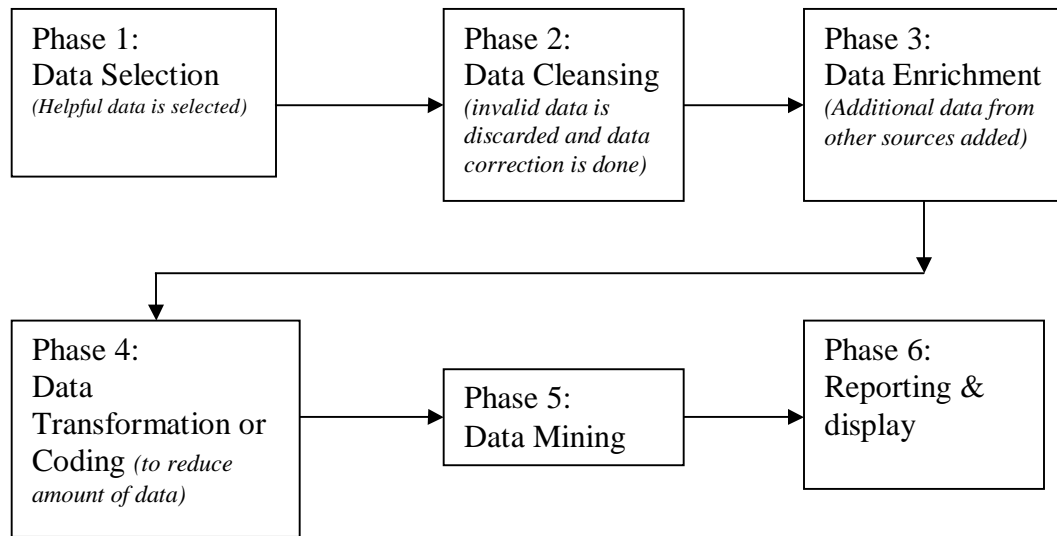 Phase 1:
Data Selection
(Helpful data is selected)
Phase 2:
Data Cleansing
(invalid data is
discarded and data
correction is done)
Phase 3:
Data Enrichment
(Additional data from
other sources added)
Phase 4:
Data
Transformation or
Coding (to reduce
amount of data)
Phase 5:
Data Mining
Phase 6:
Reporting &
display